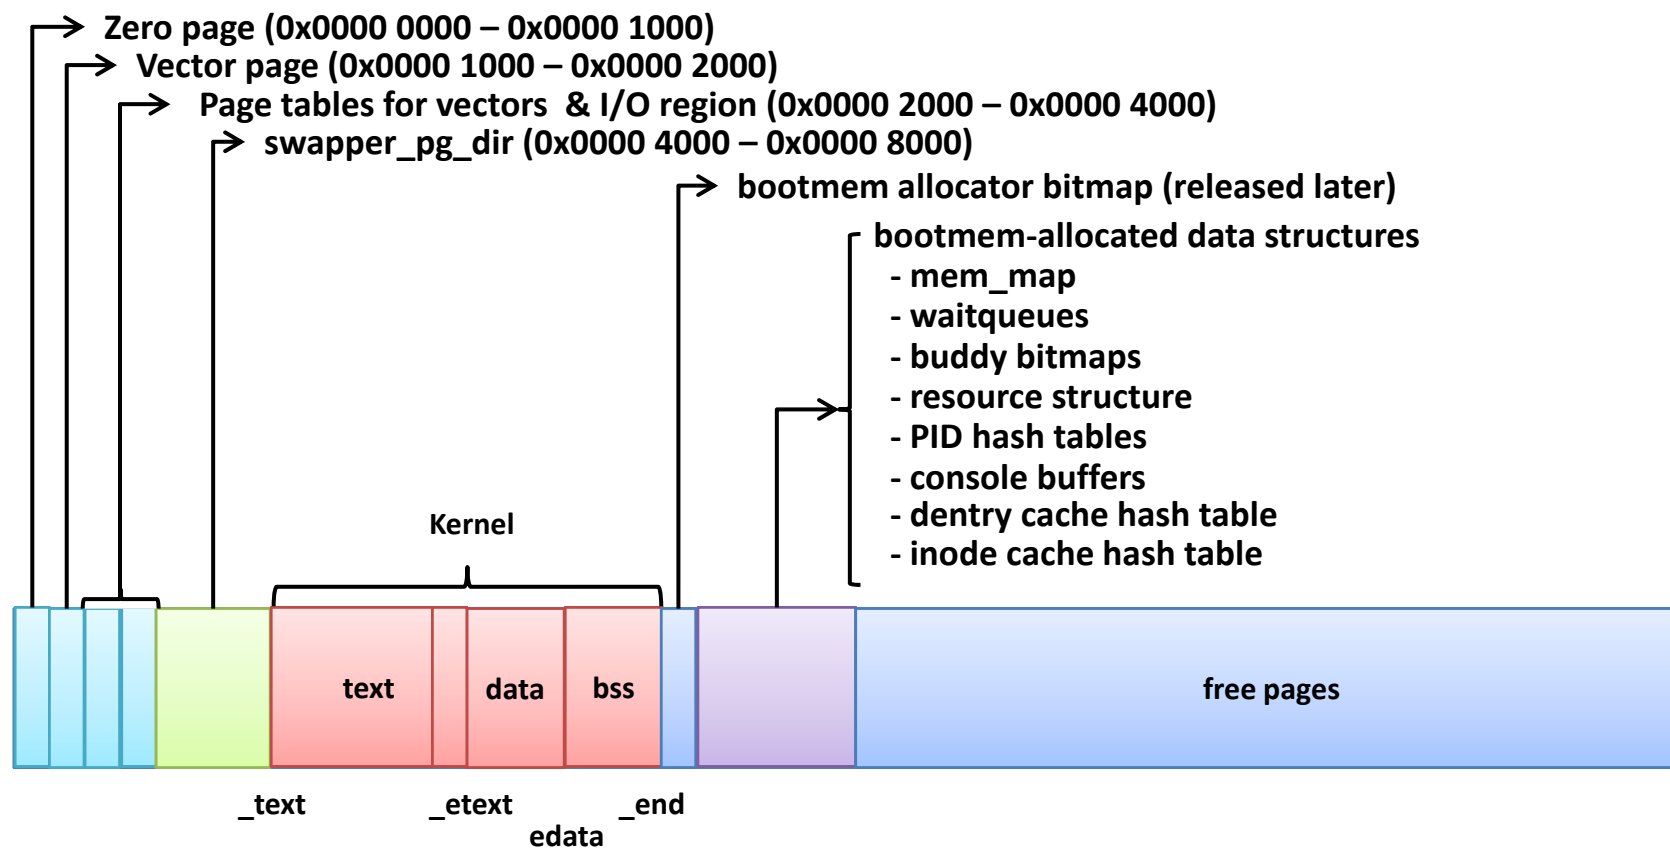 Zero page (0x0000 0000 – 0x0000 1000)
Vector page (0x0000 1000 – 0x0000 2000)
Page tables for vectors & I/O region (0x0000 2000 – 0x0000 4000)
swapper_pg_dir (0x0000 4000 – 0x0000 8000)
bootmem allocator bitmap (released later)
bootmem-allocated data structures
- mem_map
- waitqueues
- buddy bitmaps
- resource structure
- PID hash tables
- console buffers
- dentry cache hash table
- inode cache hash table
Kernel
text
data
bss
free pages
_text
_etext
_end
edata